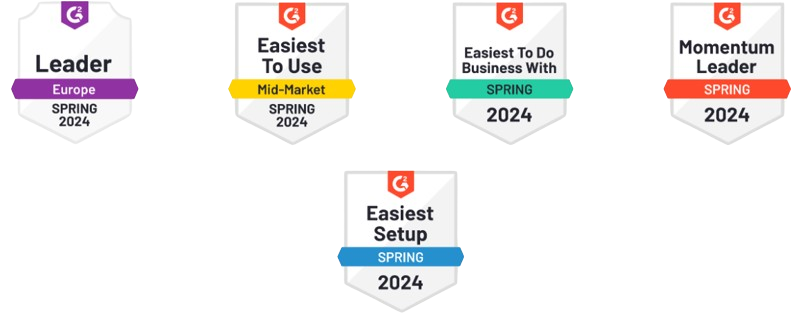 G2
Leader
Europe
SPRING
2024
G2
Easiest
To Use
Mid-Market
SPRING
2024
G2
Easiest To Do
Business With
SPRING
2024
G2
Momentum
Leader
SPRING
2024
G2
Easiest
Setup
SPRING
2024